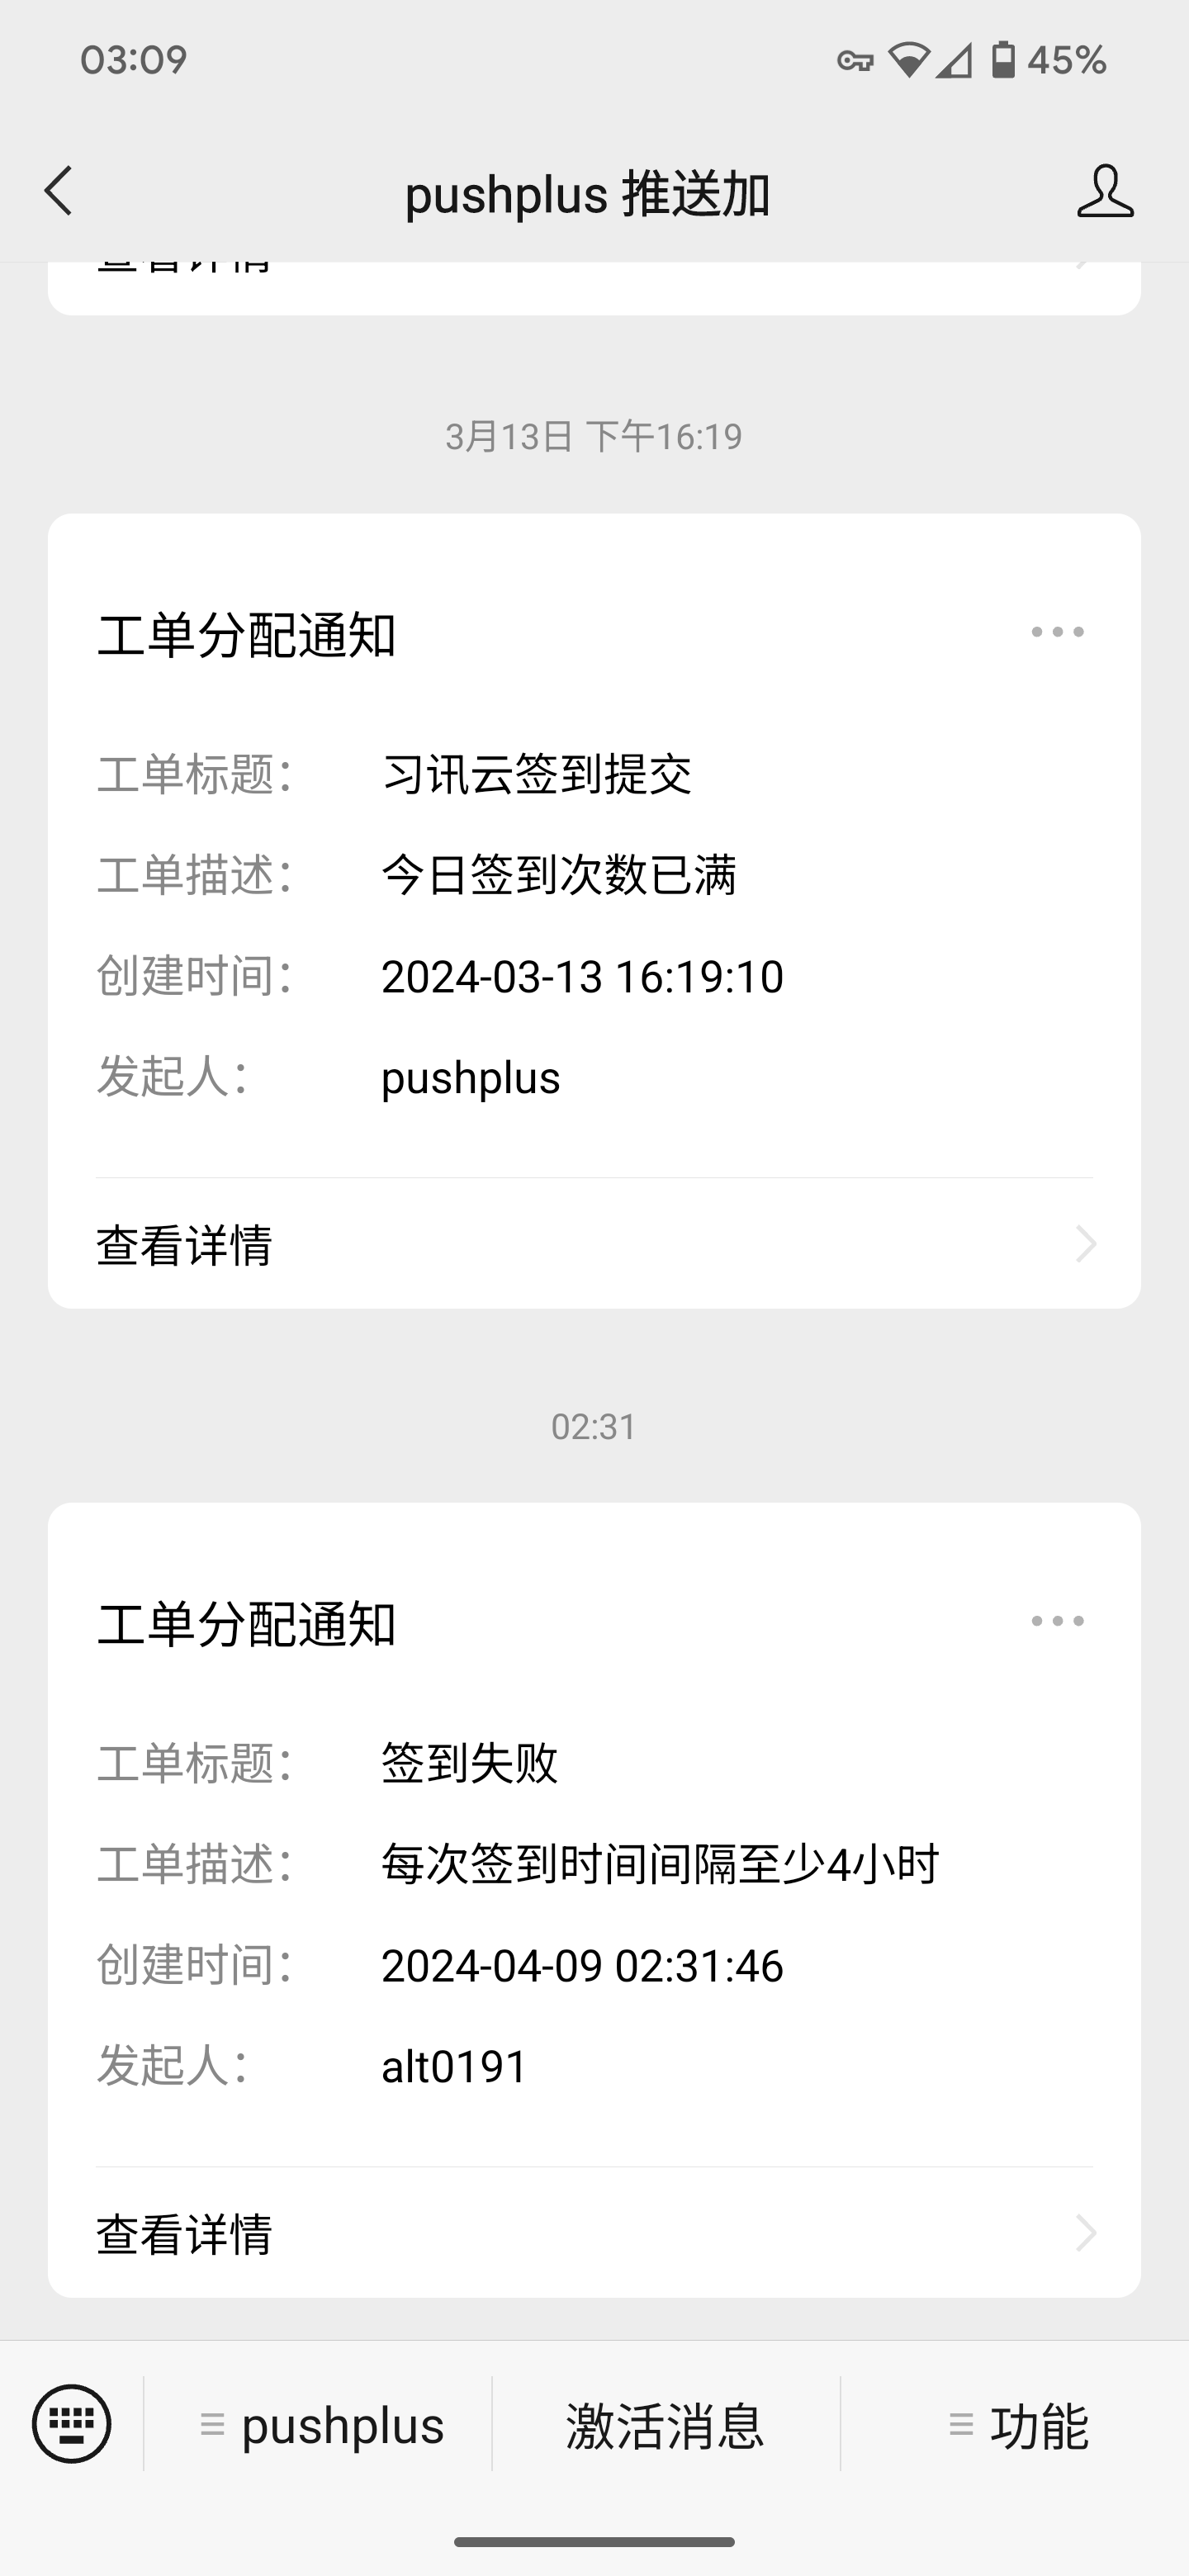 03:09
45%
pushplus 推送加
查看详情
3月13日 下午16:19
工单分配通知
工单标题： 习讯云签到提交
工单描述： 今日签到次数已满
创建时间： 2024-03-13 16:19:10
发起人： pushplus
查看详情
02:31
工单分配通知
工单标题： 签到失败
工单描述： 每次签到时间间隔至少4小时
创建时间： 2024-04-09 02:31:46
发起人： alt0191
查看详情
pushplus
激活消息
功能